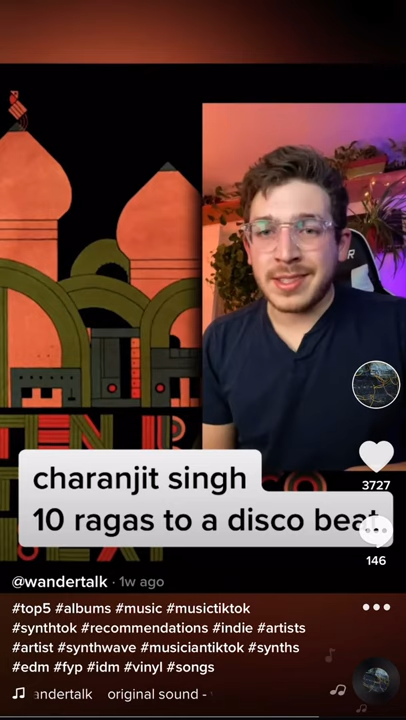 charanjit singh
10 ragas to a disco beat
3727
146
@wandertalk · 1w ago
#top5 #albums #music #musictiktok
#synthtok #recommendations #indie #artists
#artist #synthwave #musiciantiktok #synths
#edm #fyp #idm #vinyl #songs
andertalk original sound -